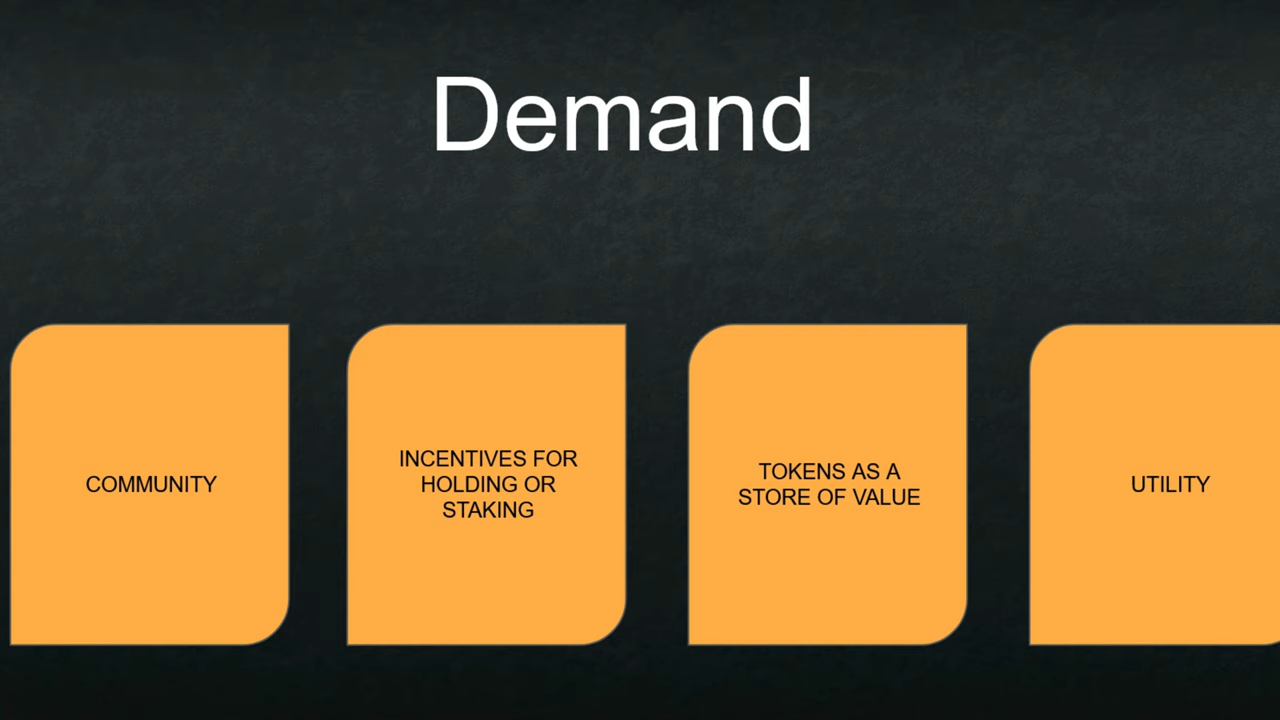 Demand
COMMUNITY
INCENTIVES FOR
HOLDING OR
STAKING
TOKENS AS A
STORE OF VALUE
UTILITY